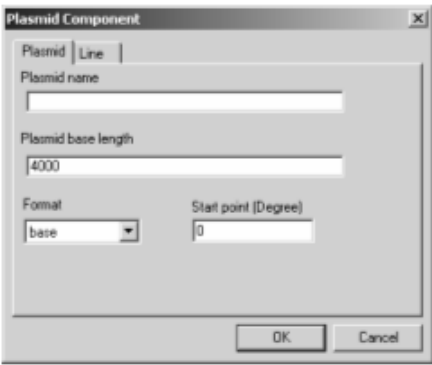 Plasmid Component
Plasmid Line
Plasmid name
Plasmid base length
4000
Format Start point (Degree)
base 0
OK Cancel